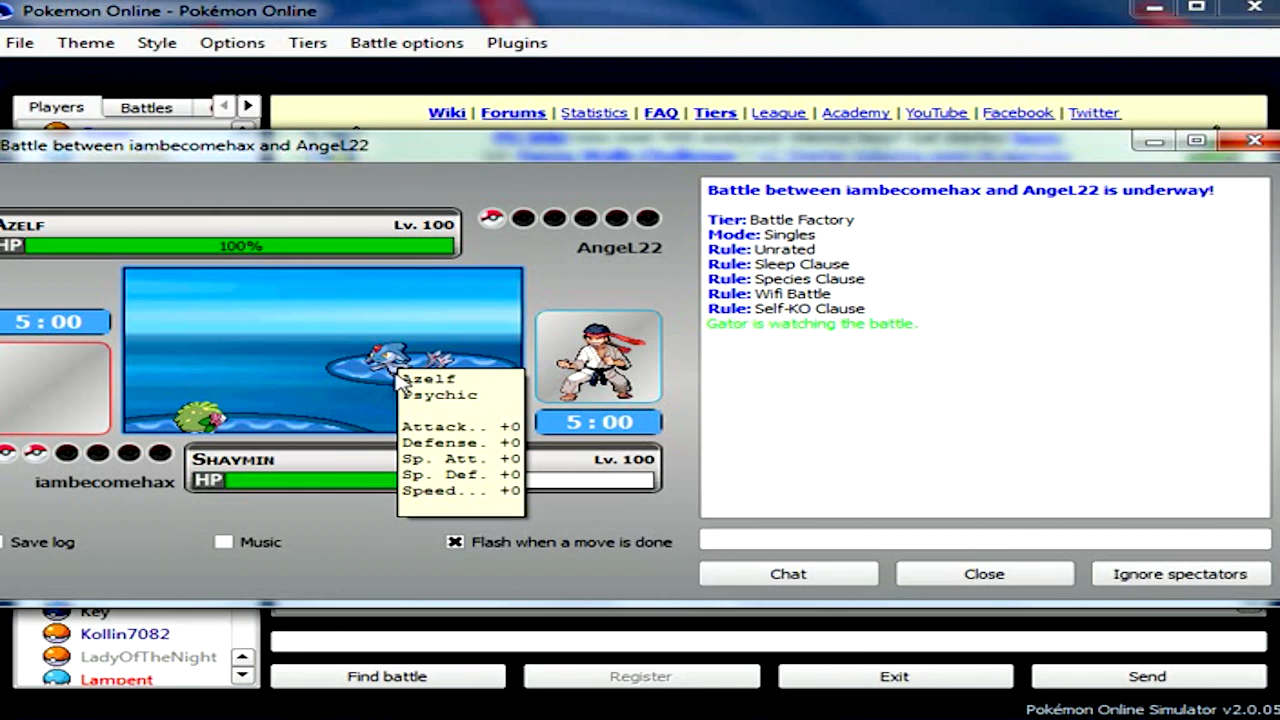 Pokemon Online - Pokémon Online
File Theme Style Options Tiers Battle options Plugins
Players Battles
Wiki | Forums | Statistics | FAQ | Tiers | League | Academy | YouTube | Facebook | Twitter
Battle between iambecomehax and AngeL22
AZELF Lv. 100
HP 100%
AngeL22
5:00
Azelf
Psychic
Attack.. +0
Defense. +0
Sp. Att. +0
Sp. Def. +0
Speed... +0
5:00
SHAYMIN Lv. 100
HP
iambecomehax
Save log Music Flash when a move is done
Battle between iambecomehax and AngeL22 is underway!
Tier: Battle Factory
Mode: Singles
Rule: Unrated
Rule: Sleep Clause
Rule: Species Clause
Rule: Wifi Battle
Rule: Self-KO Clause
Gator is watching the battle.
Chat Close Ignore spectators
Key
Kollin7082
LadyOfTheNight
Lampent
Find battle Register Exit Send
Pokémon Online Simulator v2.0.05